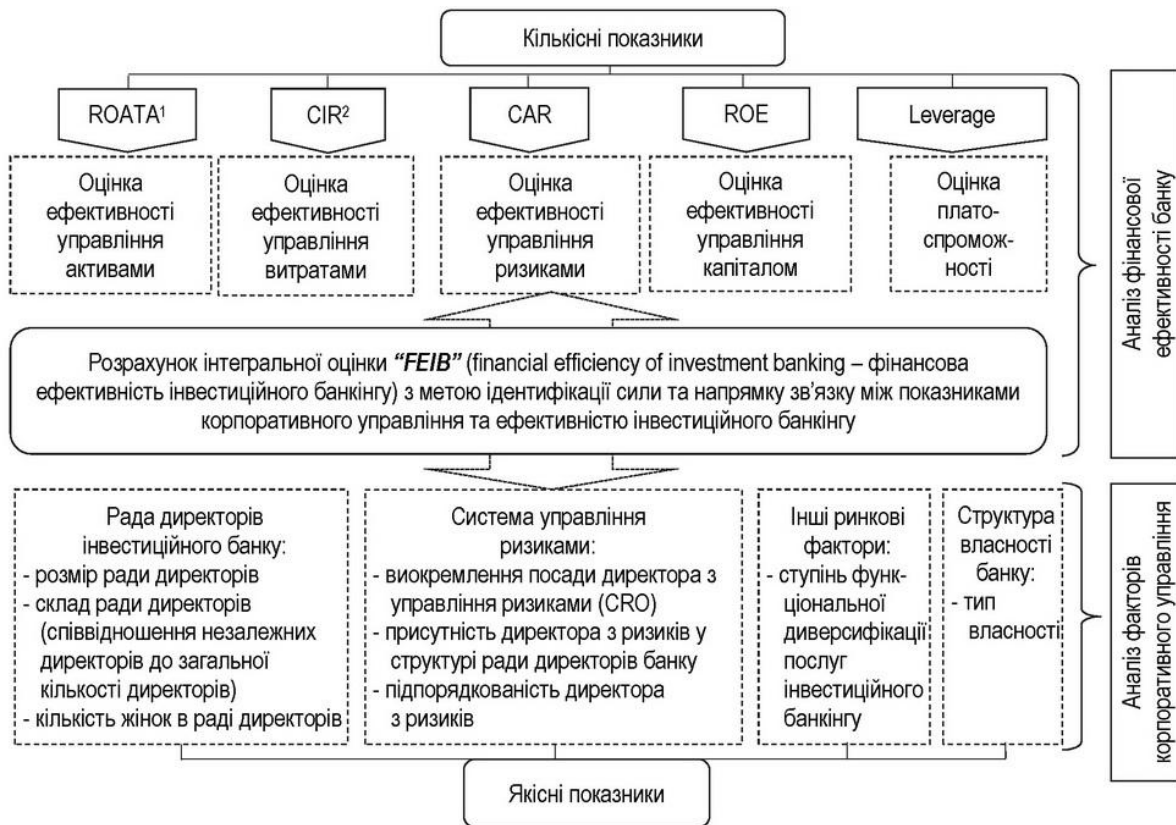 Кількісні показники
ROATA¹
CIR²
CAR
ROE
Leverage
Оцінка
ефективності
управління
активами
Оцінка
ефективності
управління
витратами
Оцінка
ефективності
управління
ризиками
Оцінка
ефективності
управління
капіталом
Оцінка
плато-
спромож-
ності
Аналіз фінансової
ефективності банку
Розрахунок інтегральної оцінки "FEIB" (financial efficiency of investment banking – фінансова
ефективність інвестиційного банкінгу) з метою ідентифікації сили та напрямку зв’язку між показниками
корпоративного управління та ефективністю інвестиційного банкінгу
Рада директорів
інвестиційного банку:
- розмір ради директорів
- склад ради директорів
(співвідношення незалежних
директорів до загальної
кількості директорів)
- кількість жінок в раді директорів
Система управління
ризиками:
- виокремлення посади директора з
управління ризиками (CRO)
- присутність директора з ризиків у
структурі ради директорів банку
- підпорядкованість директора
з ризиків
Інші ринкові
фактори:
- ступінь функ-
ціональної
диверсифікації
послуг
інвестиційного
банкінгу
Структура
власності
банку:
- тип
власності
Аналіз факторів
корпоративного управління
Якісні показники